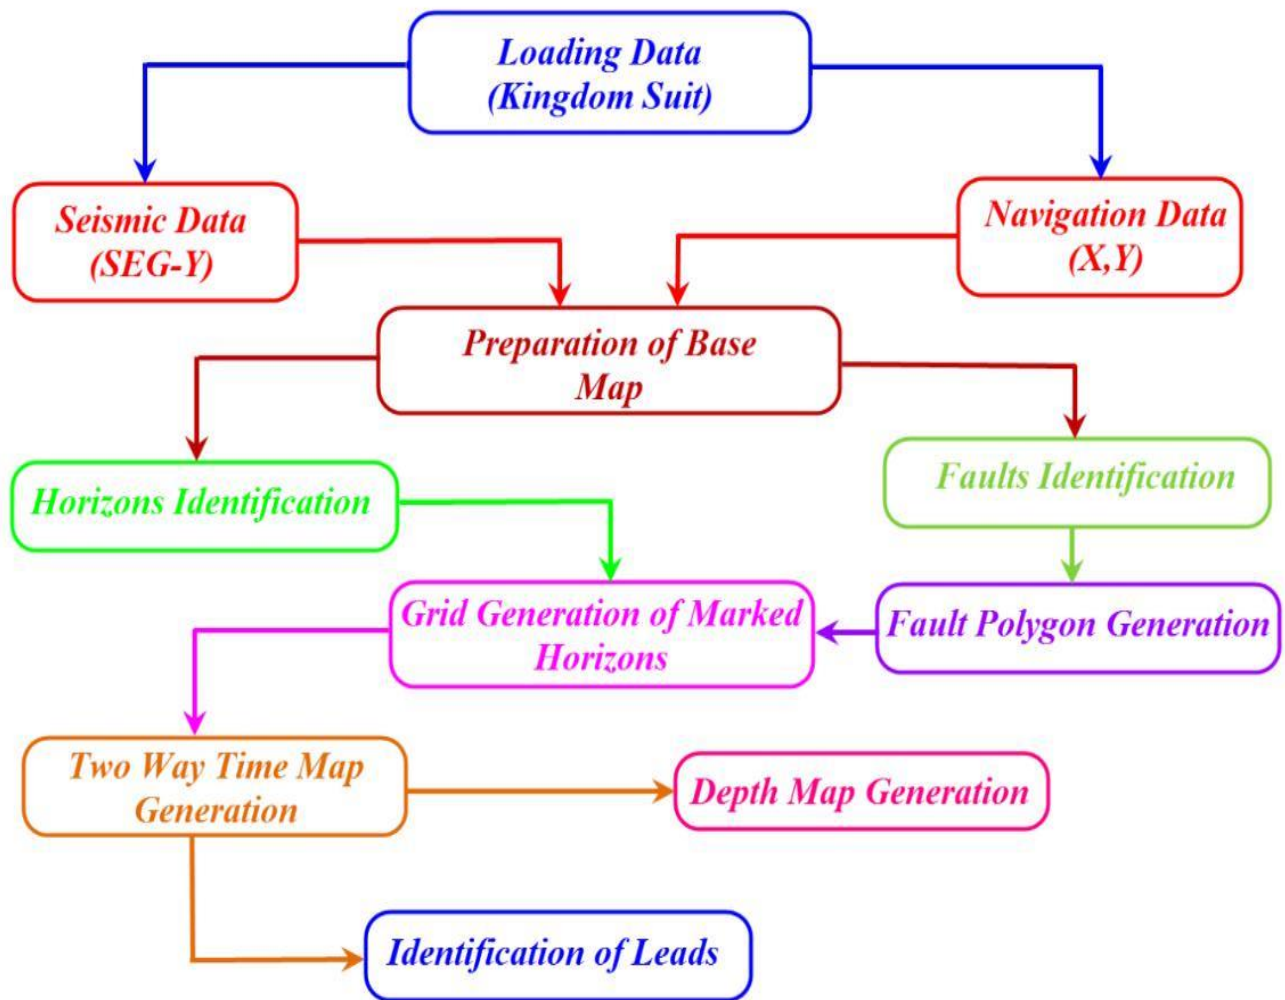 Loading Data
(Kingdom Suit)
Seismic Data
(SEG-Y)
Navigation Data
(X,Y)
Preparation of Base
Map
Horizons Identification
Faults Identification
Grid Generation of Marked
Horizons
Fault Polygon Generation
Two Way Time Map
Generation
Depth Map Generation
Identification of Leads